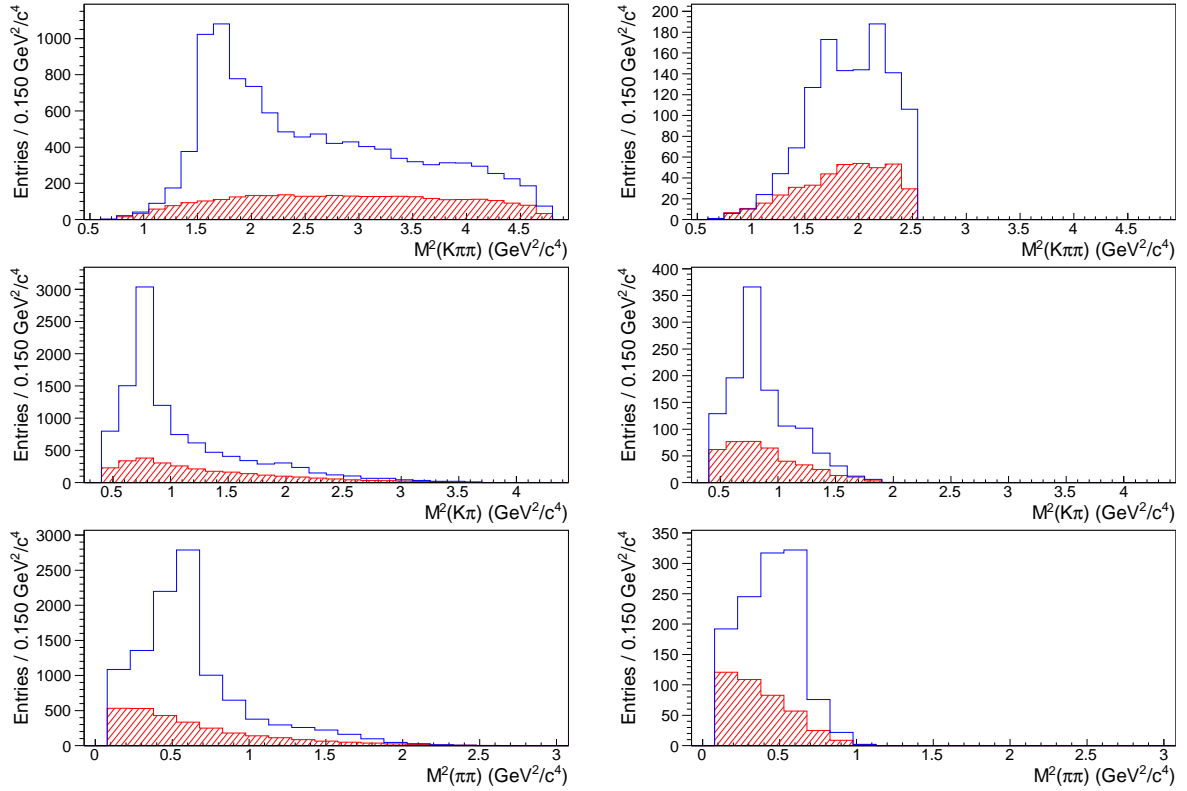 Entries / 0.150 GeV²/c⁴
1000
800
600
400
200
0
0.5 1 1.5 2 2.5 3 3.5 4 4.5
M²(Kππ) (GeV²/c⁴)
Entries / 0.150 GeV²/c⁴
200
180
160
140
120
100
80
60
40
20
0
0.5 1 1.5 2 2.5 3 3.5 4 4.5
M²(Kππ) (GeV²/c⁴)
Entries / 0.150 GeV²/c⁴
3000
2500
2000
1500
1000
500
0
0.5 1 1.5 2 2.5 3 3.5 4
M²(Kπ) (GeV²/c⁴)
Entries / 0.150 GeV²/c⁴
400
350
300
250
200
150
100
50
0
0.5 1 1.5 2 2.5 3 3.5 4
M²(Kπ) (GeV²/c⁴)
Entries / 0.150 GeV²/c⁴
3000
2500
2000
1500
1000
500
0
0 0.5 1 1.5 2 2.5 3
M²(ππ) (GeV²/c⁴)
Entries / 0.150 GeV²/c⁴
350
300
250
200
150
100
50
0
0 0.5 1 1.5 2 2.5 3
M²(ππ) (GeV²/c⁴)